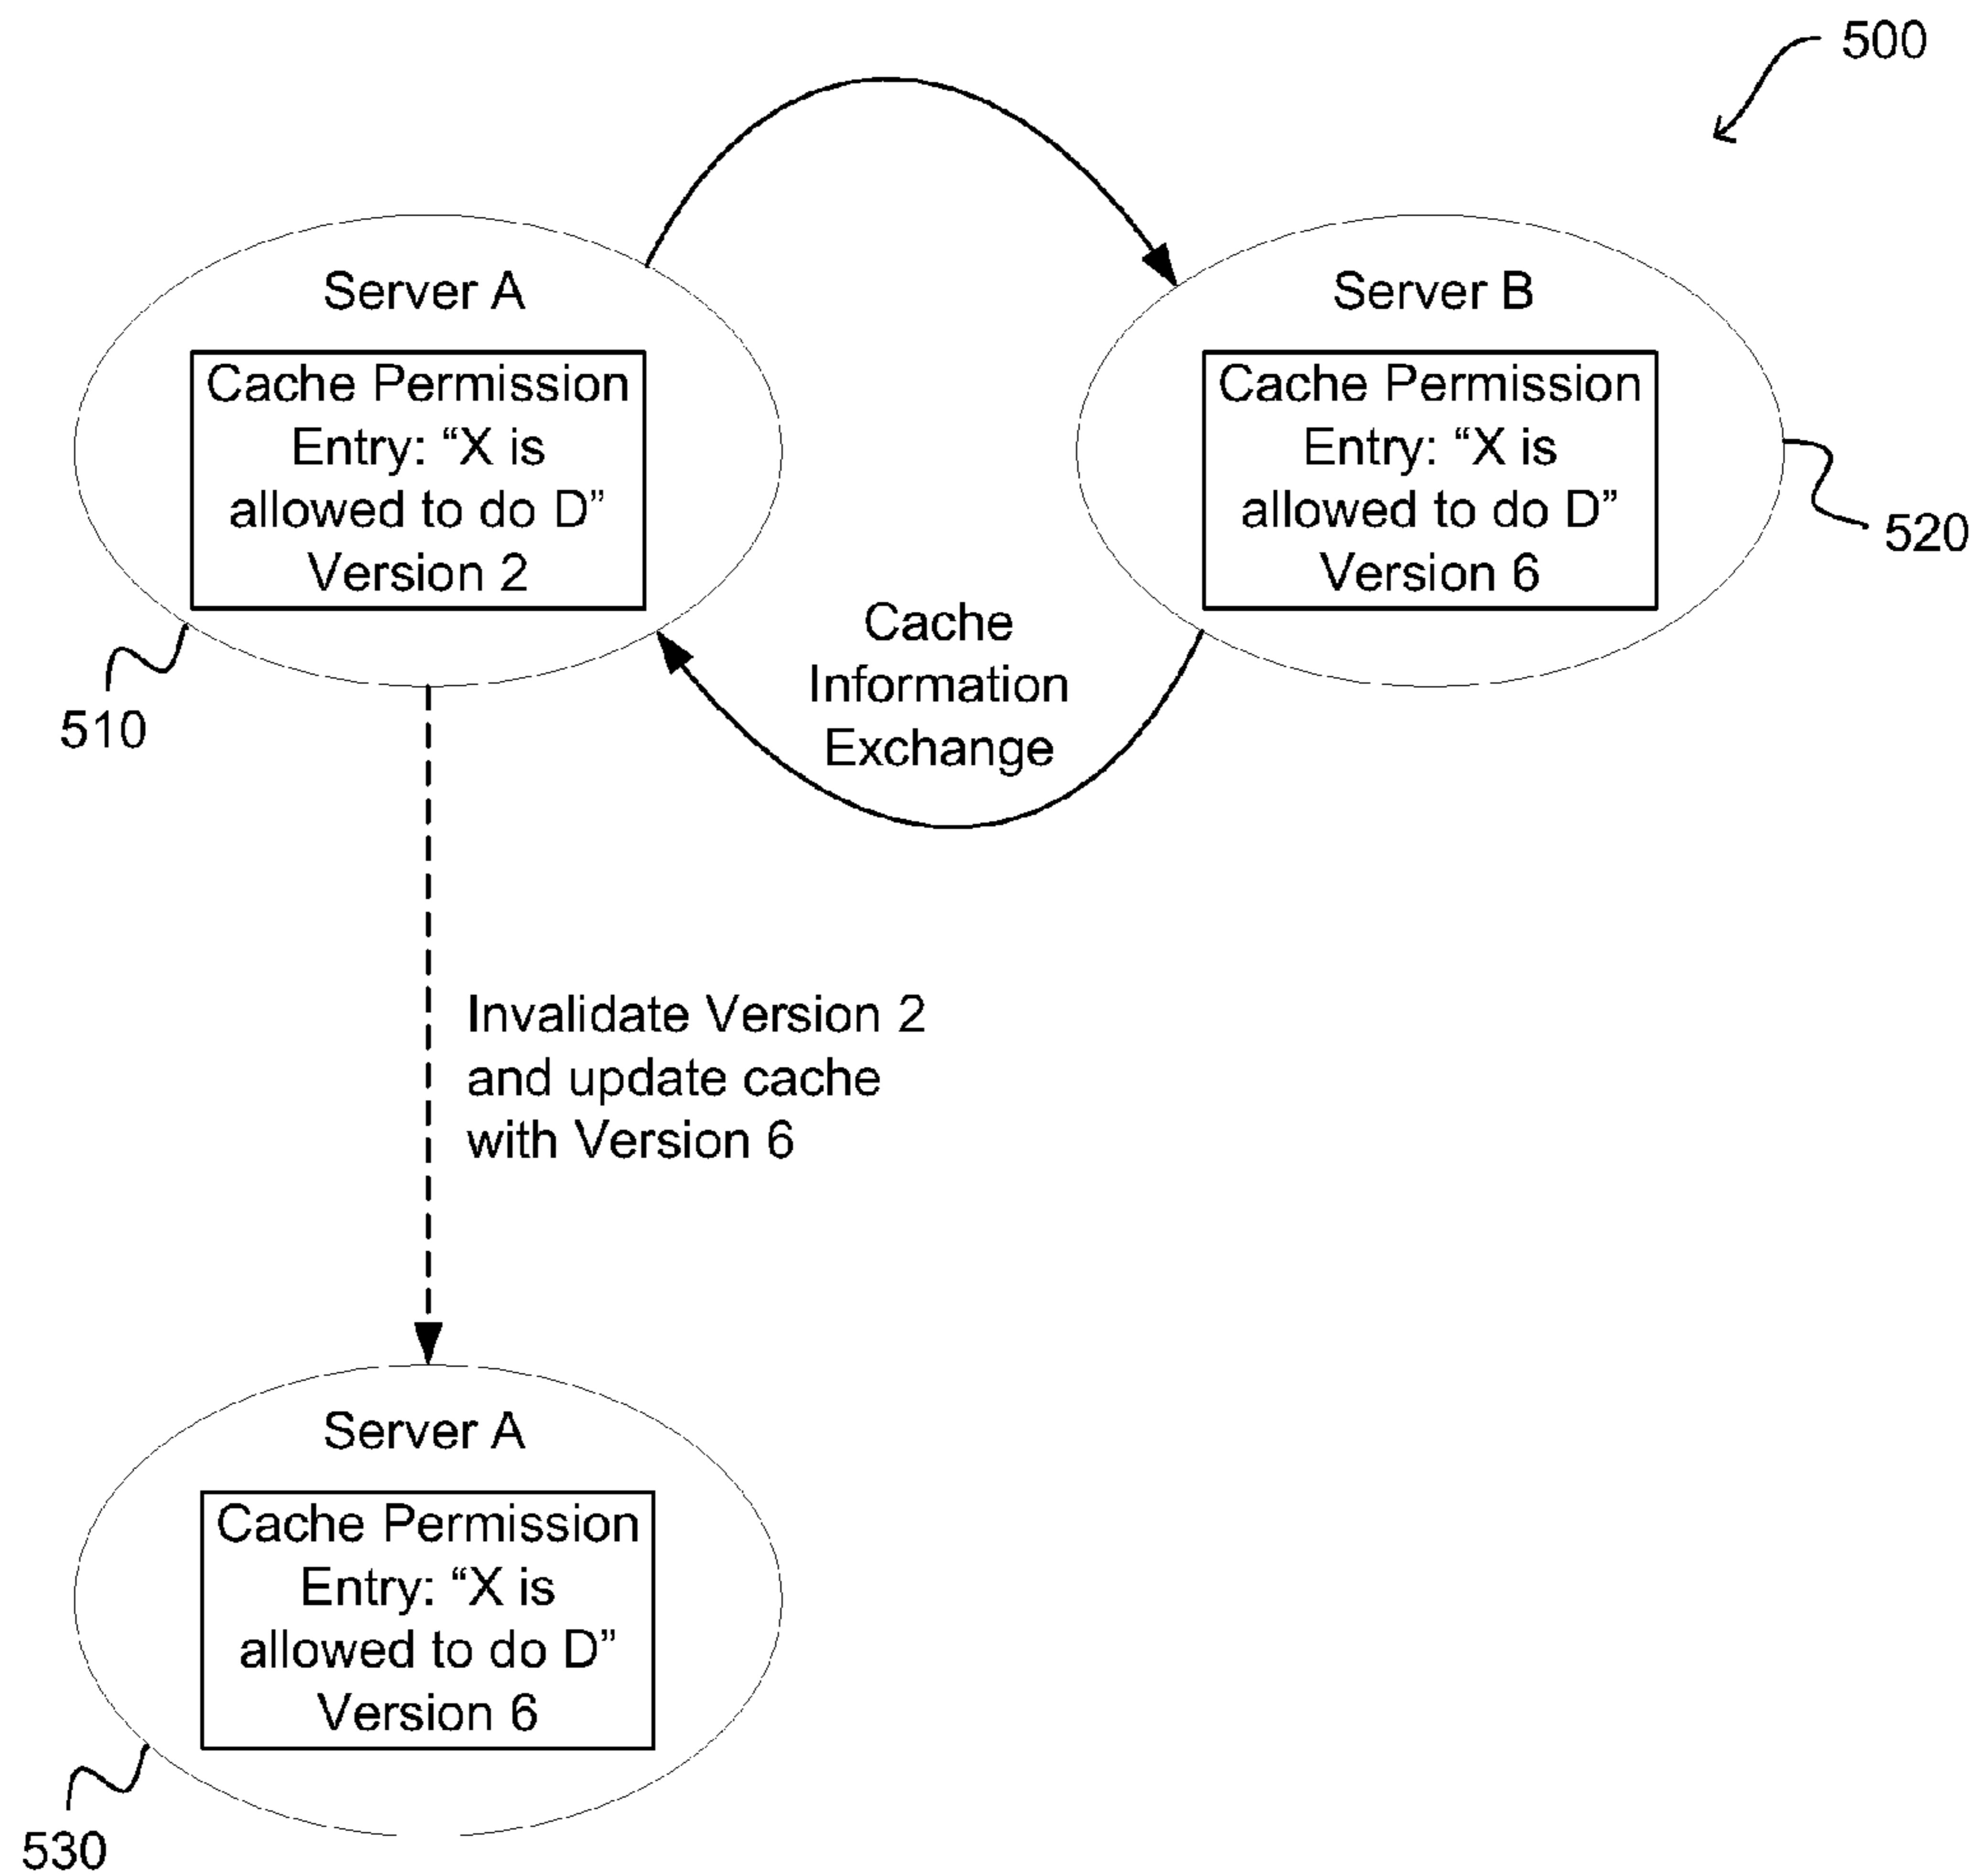 500
Server A
Cache Permission
Entry: “X is
allowed to do D”
Version 2
510
Server B
Cache Permission
Entry: “X is
allowed to do D”
Version 6
520
Cache
Information
Exchange
Invalidate Version 2
and update cache
with Version 6
Server A
Cache Permission
Entry: “X is
allowed to do D”
Version 6
530